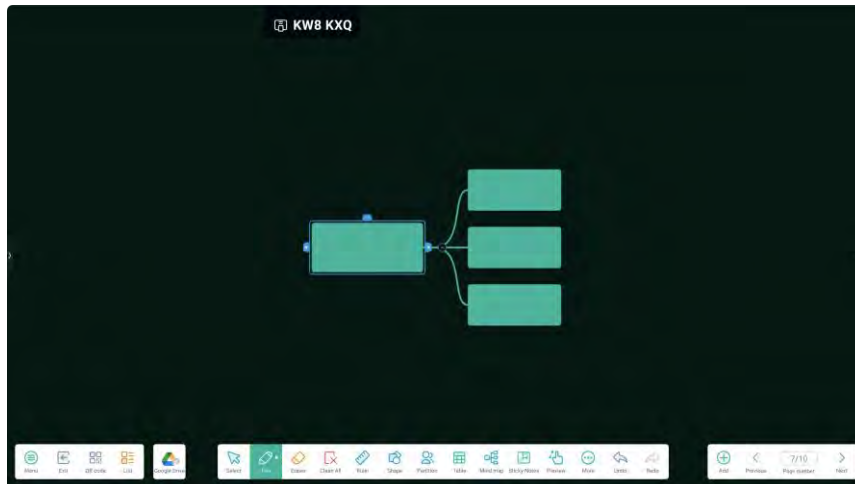 KW8 KXQ
Menu Exit QR code List Google Drive Select Pen Eraser Clean All Ruler Shape Partition Table Mind map Sticky Notes Preview More Undo Redo Add Previous 7/10 Page number Next